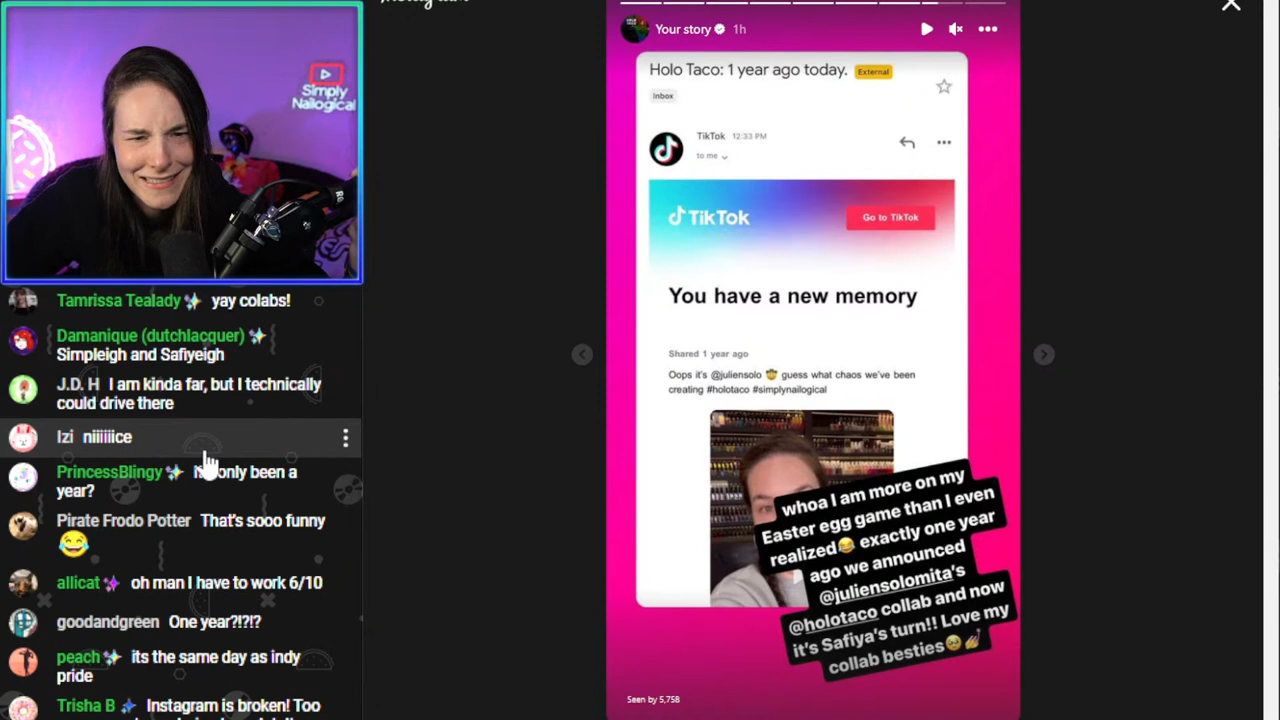 Simply
Nailogical
Tamrissa Tealady yay colabs!
Damanique (dutchlacquer)
Simpleigh and Safiyeigh
J.D. H I am kinda far, but I technically
could drive there
Izi niiiiiice
PrincessBlingy only been a
year?
Pirate Frodo Potter That's sooo funny
😂
allicat oh man I have to work 6/10
goodandgreen One year?!?!?
peach its the same day as indy
pride
Trisha B Instagram is broken! Too
Your story 1h
Holo Taco: 1 year ago today. External
Inbox
TikTok 12:33 PM
to me
TikTok
Go to TikTok
You have a new memory
Shared 1 year ago
Oops it's @juliensolo 🤠 guess what chaos we've been
creating #holotaco #simplynailogical
whoa I am more on my
Easter egg game than I even
realized😂 exactly one year
ago we announced
@juliensolomita's
@holotaco collab and now
it's Safiya's turn!! Love my
collab besties🥹💅
Seen by 5,758